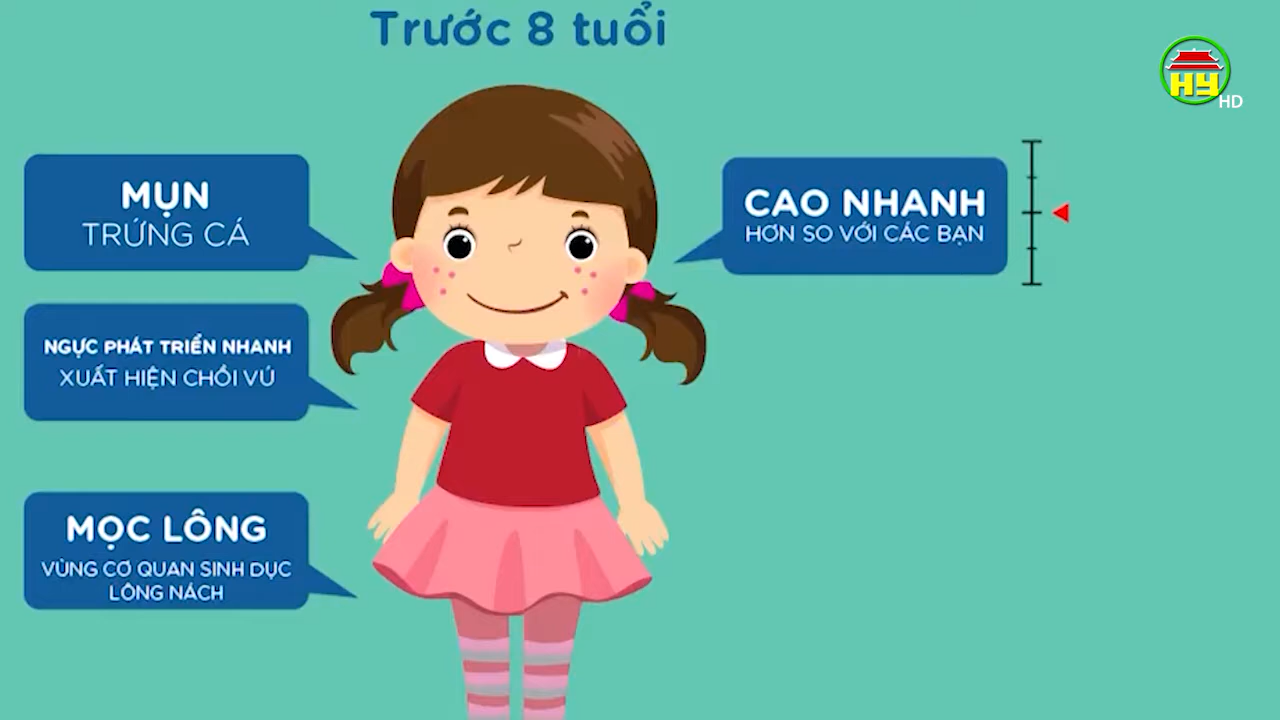 Trước 8 tuổi
HY
HD
MỤN
TRỨNG CÁ
CAO NHANH
HƠN SO VỚI CÁC BẠN
NGỰC PHÁT TRIỂN NHANH
XUẤT HIỆN CHỒI VÚ
MỌC LÔNG
VÙNG CƠ QUAN SINH DỤC
LÔNG NÁCH